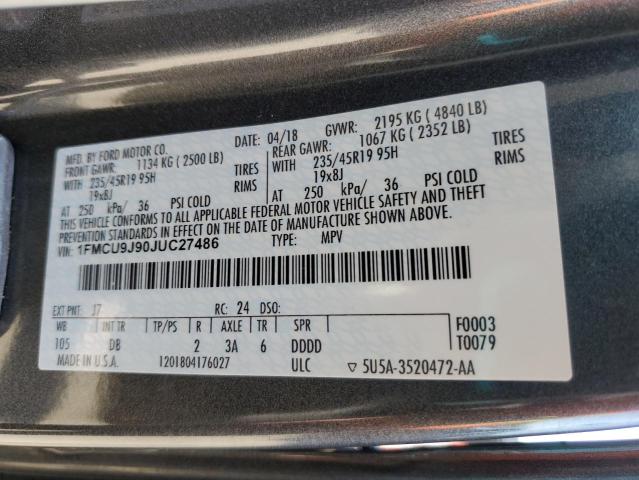 MFD. BY FORD MOTOR CO. 04/18 GVWR: 2195 KG ( 4840 LB)
FRONT GAWR: 1134 KG ( 2500 LB) REAR GAWR: 1067 KG ( 2352 LB)
WITH 235/45R19 95H TIRES WITH 235/45R19 95H TIRES
19x8J RIMS 19x8J RIMS
AT 250 kPa/ 36 PSI COLD AT 250 kPa/ 36 PSI COLD
THIS VEHICLE CONFORMS TO ALL APPLICABLE FEDERAL MOTOR VEHICLE SAFETY AND THEFT
PREVENTION STANDARDS IN EFFECT ON THE DATE OF MANUFACTURE SHOWN ABOVE.
VIN: 1FMCU9J90JUC27486 TYPE: MPV
EXT PNT: J7 RC: 24 DSO:
WB INT TR TP/PS R AXLE TR SPR F0003
105 DB 2 3A 6 DDDD T0079
MADE IN U.S.A. 1201804176027 ULC ▽ 5U5A-3520472-AA